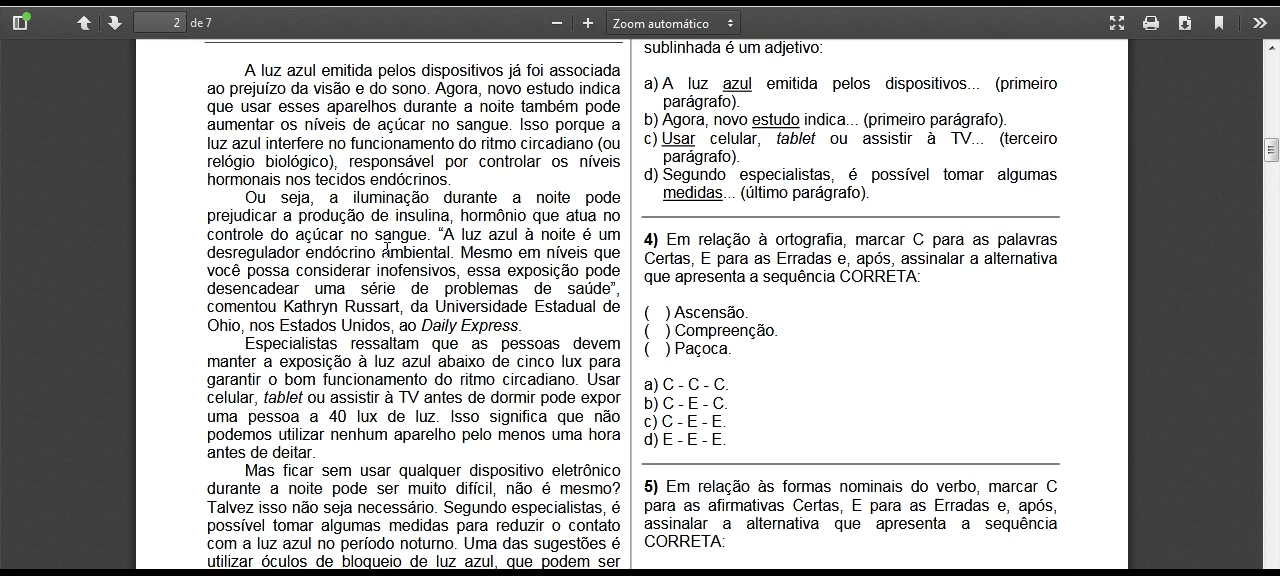 2 de 7
Zoom automático
A luz azul emitida pelos dispositivos já foi associada
ao prejuízo da visão e do sono. Agora, novo estudo indica
que usar esses aparelhos durante a noite também pode
aumentar os níveis de açúcar no sangue. Isso porque a
luz azul interfere no funcionamento do ritmo circadiano (ou
relógio biológico), responsável por controlar os níveis
hormonais nos tecidos endócrinos.
Ou seja, a iluminação durante a noite pode
prejudicar a produção de insulina, hormônio que atua no
controle do açúcar no sangue. “A luz azul à noite é um
desregulador endócrino ambiental. Mesmo em níveis que
você possa considerar inofensivos, essa exposição pode
desencadear uma série de problemas de saúde”,
comentou Kathryn Russart, da Universidade Estadual de
Ohio, nos Estados Unidos, ao Daily Express.
Especialistas ressaltam que as pessoas devem
manter a exposição à luz azul abaixo de cinco lux para
garantir o bom funcionamento do ritmo circadiano. Usar
celular, tablet ou assistir à TV antes de dormir pode expor
uma pessoa a 40 lux de luz. Isso significa que não
podemos utilizar nenhum aparelho pelo menos uma hora
antes de deitar.
Mas ficar sem usar qualquer dispositivo eletrônico
durante a noite pode ser muito difícil, não é mesmo?
Talvez isso não seja necessário. Segundo especialistas, é
possível tomar algumas medidas para reduzir o contato
com a luz azul no período noturno. Uma das sugestões é
utilizar óculos de bloqueio de luz azul, que podem ser
sublinhada é um adjetivo:
a) A luz azul emitida pelos dispositivos... (primeiro
parágrafo).
b) Agora, novo estudo indica... (primeiro parágrafo).
c) Usar celular, tablet ou assistir à TV... (terceiro
parágrafo).
d) Segundo especialistas, é possível tomar algumas
medidas... (último parágrafo).
4) Em relação à ortografia, marcar C para as palavras
Certas, E para as Erradas e, após, assinalar a alternativa
que apresenta a sequência CORRETA:
( ) Ascensão.
( ) Compreenção.
( ) Paçoca.
a) C - C - C.
b) C - E - C.
c) C - E - E.
d) E - E - E.
5) Em relação às formas nominais do verbo, marcar C
para as afirmativas Certas, E para as Erradas e, após,
assinalar a alternativa que apresenta a sequência
CORRETA: